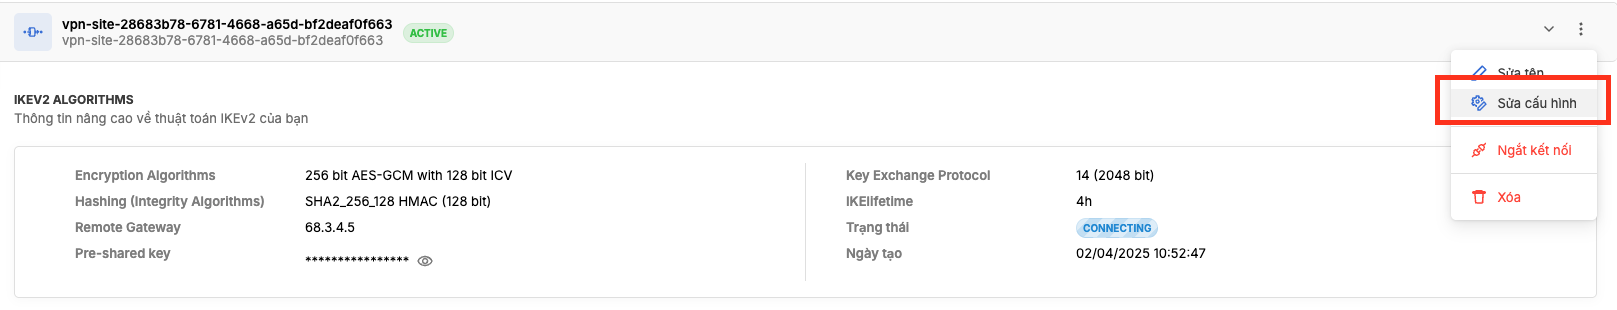 vpn-site-28683b78-6781-4668-a65d-bf2deaf0f663
vpn-site-28683b78-6781-4668-a65d-bf2deaf0f663
ACTIVE
Sửa tên
Sửa cấu hình
Ngắt kết nối
Xóa
IKEV2 ALGORITHMS
Thông tin nâng cao về thuật toán IKEv2 của bạn
Encryption Algorithms 256 bit AES-GCM with 128 bit ICV
Hashing (Integrity Algorithms) SHA2_256_128 HMAC (128 bit)
Remote Gateway 68.3.4.5
Pre-shared key ****************
Key Exchange Protocol 14 (2048 bit)
IKElifetime 4h
Trạng thái CONNECTING
Ngày tạo 02/04/2025 10:52:47